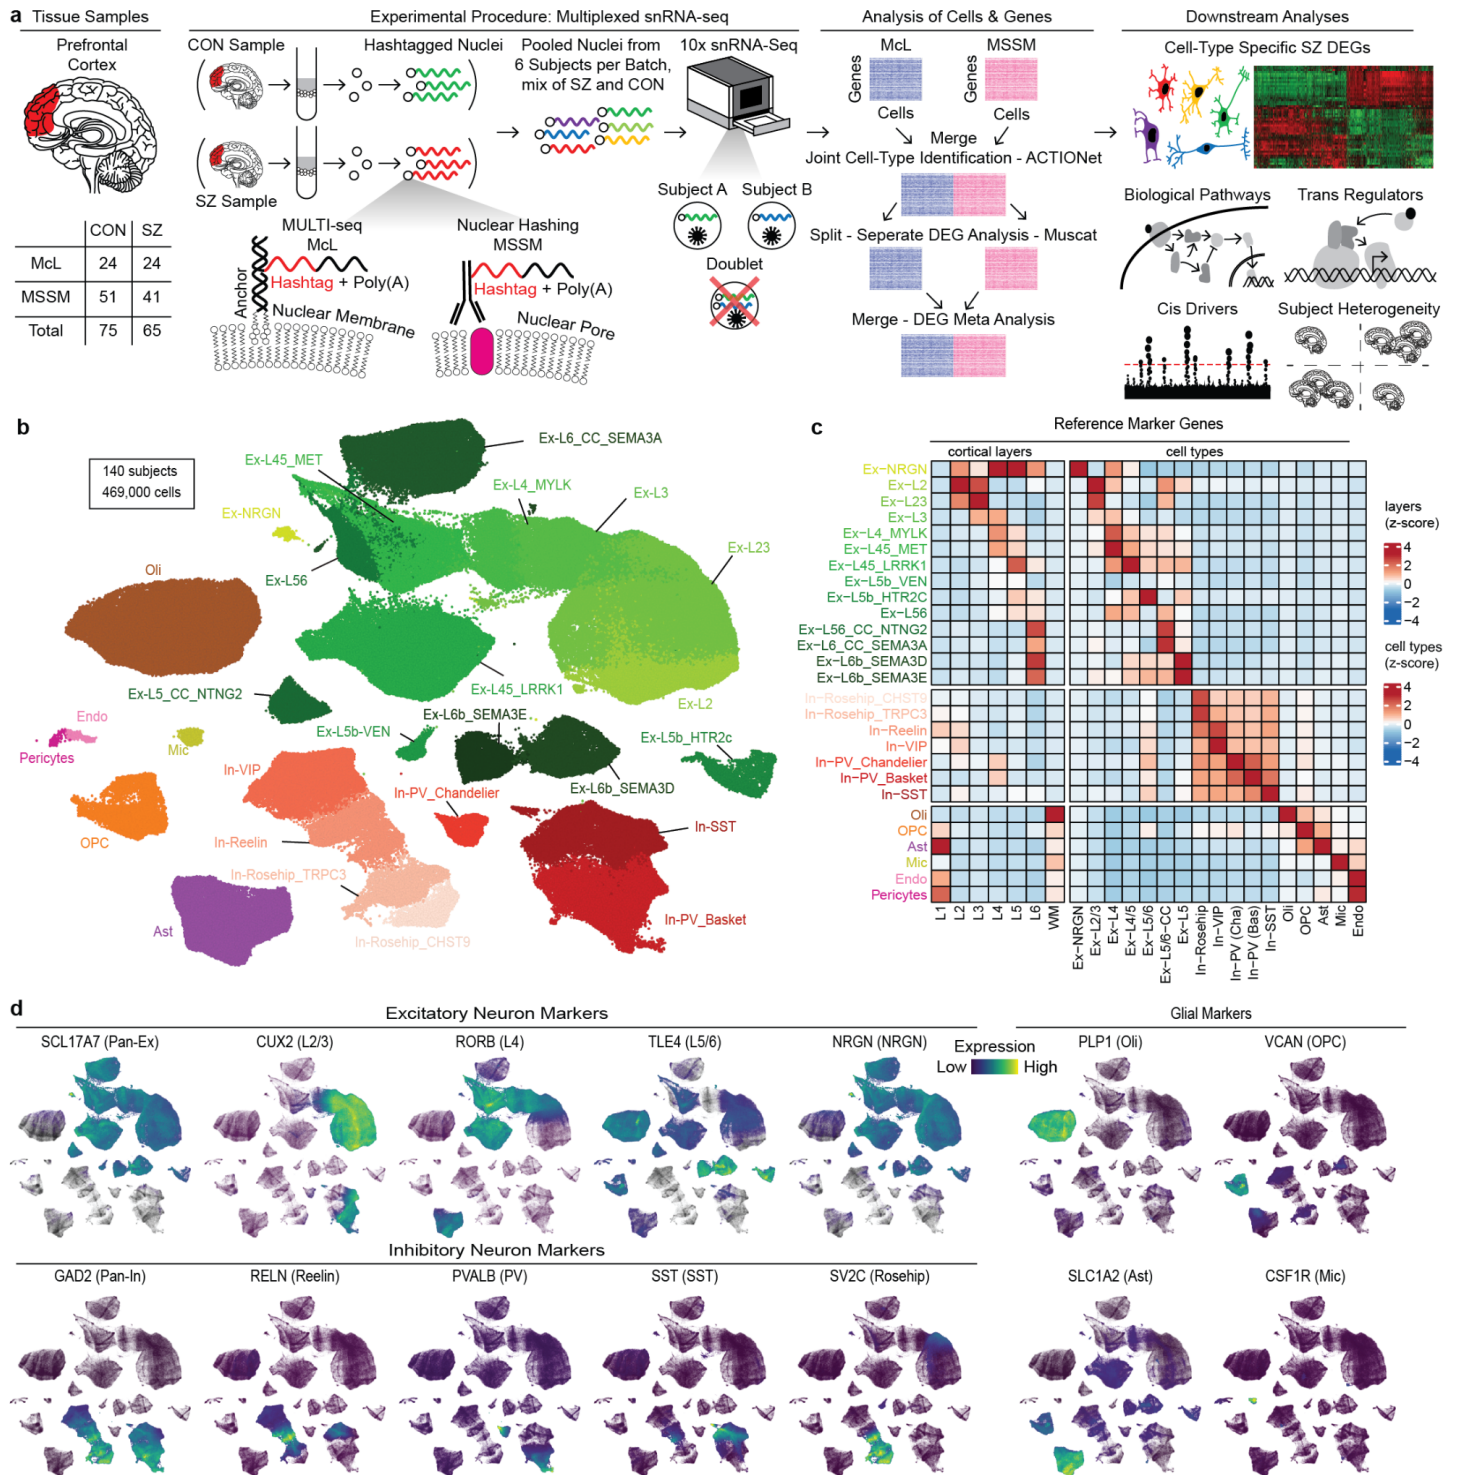 a
Tissue Samples
Experimental Procedure: Multiplexed snRNA-seq
Analysis of Cells & Genes
Downstream Analyses
Prefrontal
Cortex
CON SZ
McL 24 24
MSSM 51 41
Total 75 65
CON Sample
SZ Sample
Hashtagged Nuclei
Pooled Nuclei from
6 Subjects per Batch,
mix of SZ and CON
10x snRNA-Seq
MULTI-seq
McL
Anchor
Hashtag + Poly(A)
Nuclear Membrane
Nuclear Hashing
MSSM
Hashtag + Poly(A)
Nuclear Pore
Subject A
Subject B
Doublet
McL
MSSM
Genes
Genes
Cells
Cells
Merge
Joint Cell-Type Identification - ACTIONet
Split - Seperate DEG Analysis - Muscat
Merge - DEG Meta Analysis
Cell-Type Specific SZ DEGs
Biological Pathways
Trans Regulators
Cis Drivers
Subject Heterogeneity
b
140 subjects
469,000 cells
Ex-L6_CC_SEMA3A
Ex-L45_MET
Ex-L4_MYLK
Ex-L3
Ex-NRGN
Ex-L23
Oli
Ex-L56
Ex-L5_CC_NTNG2
Ex-L45_LRRK1
Ex-L2
Endo
Pericytes
Mic
Ex-L5b-VEN
Ex-L6b_SEMA3E
Ex-L5b_HTR2c
In-VIP
Ex-L6b_SEMA3D
In-PV_Chandelier
OPC
In-Reelin
In-SST
In-Rosehip_TRPC3
In-PV_Basket
Ast
In-Rosehip_CHST9
c
Reference Marker Genes
cortical layers
cell types
Ex-NRGN
Ex-L2
Ex-L23
Ex-L3
Ex-L4_MYLK
Ex-L45_MET
Ex-L45_LRRK1
Ex-L5b_VEN
Ex-L5b_HTR2C
Ex-L56
Ex-L56_CC_NTNG2
Ex-L6_CC_SEMA3A
Ex-L6b_SEMA3D
Ex-L6b_SEMA3E
In-Rosehip_CHST9
In-Rosehip_TRPC3
In-Reelin
In-VIP
In-PV_Chandelier
In-PV_Basket
In-SST
Oli
OPC
Ast
Mic
Endo
Pericytes
L1
L2
L3
L4
L5
L6
WM
Ex-NRGN
Ex-L2/3
Ex-L4
Ex-L4/5
Ex-L5/6
Ex-L5/6-CC
Ex-L5
In-Rosehip
In-VIP
In-PV (Cha)
In-PV (Bas)
In-SST
Oli
OPC
Ast
Mic
Endo
layers
(z-score)
4
2
0
−2
−4
cell types
(z-score)
4
2
0
−2
−4
d
Excitatory Neuron Markers
Glial Markers
SCL17A7 (Pan-Ex)
CUX2 (L2/3)
RORB (L4)
TLE4 (L5/6)
NRGN (NRGN)
Expression
Low
High
PLP1 (Oli)
VCAN (OPC)
Inhibitory Neuron Markers
GAD2 (Pan-In)
RELN (Reelin)
PVALB (PV)
SST (SST)
SV2C (Rosehip)
SLC1A2 (Ast)
CSF1R (Mic)